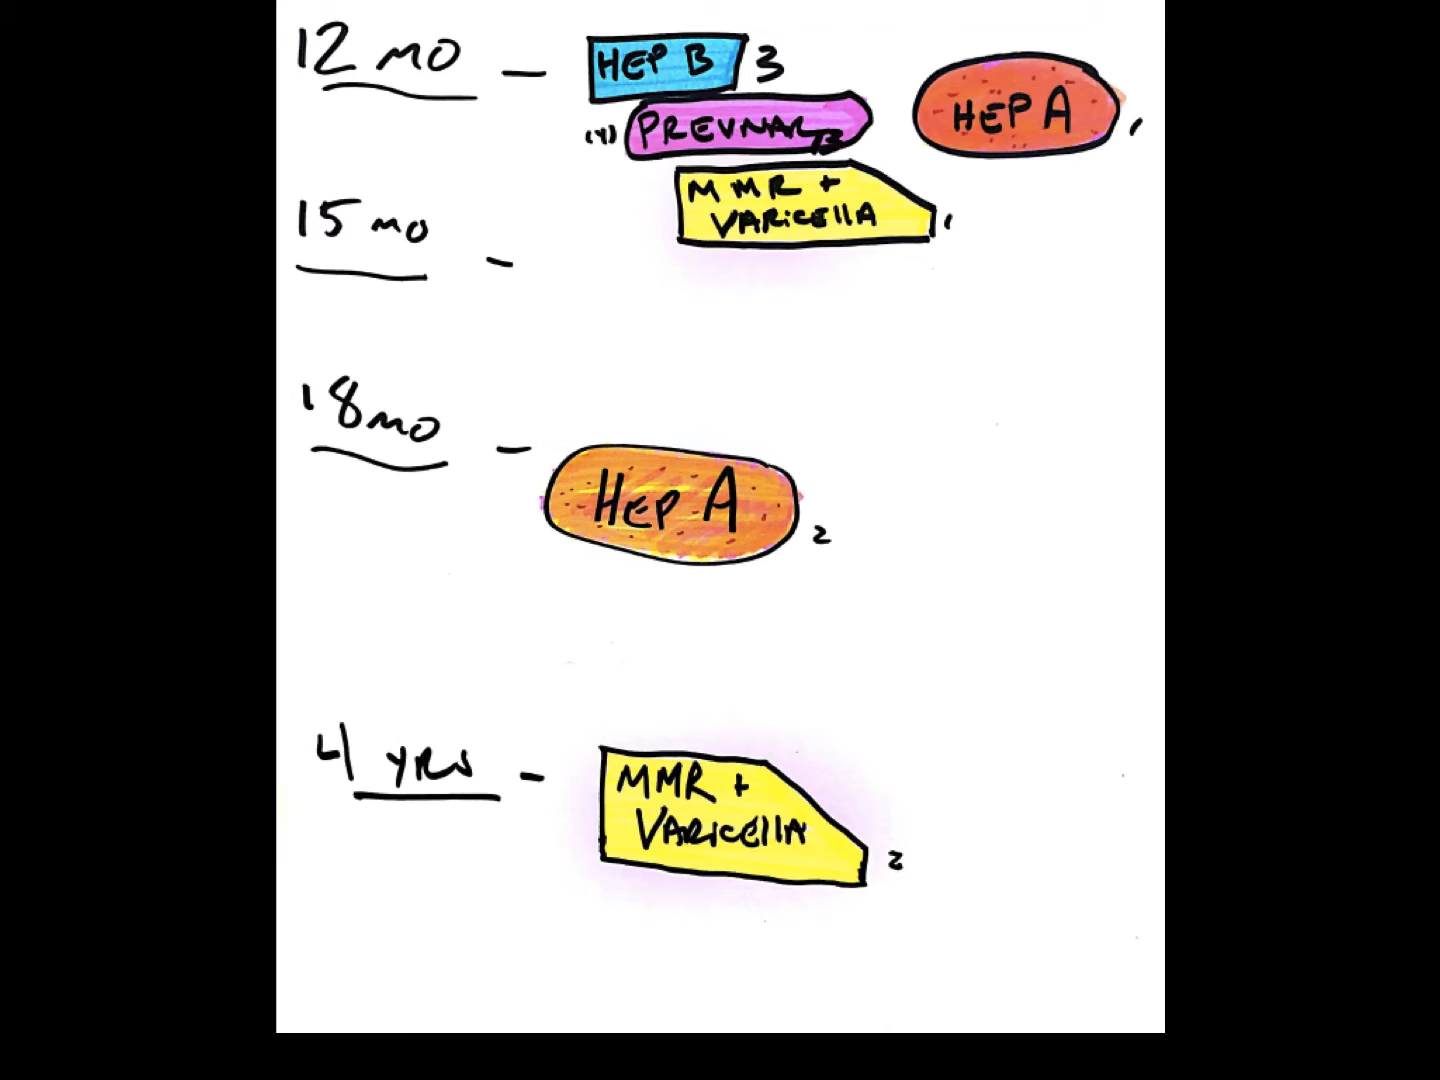 12 mo – HEP B 3
HEP A 1
(4) PREVNAR 13
MMR +
VARICELLA 1
15 mo –
18 mo –
HEP A 2
4 YRS – MMR +
VARICELLA 2